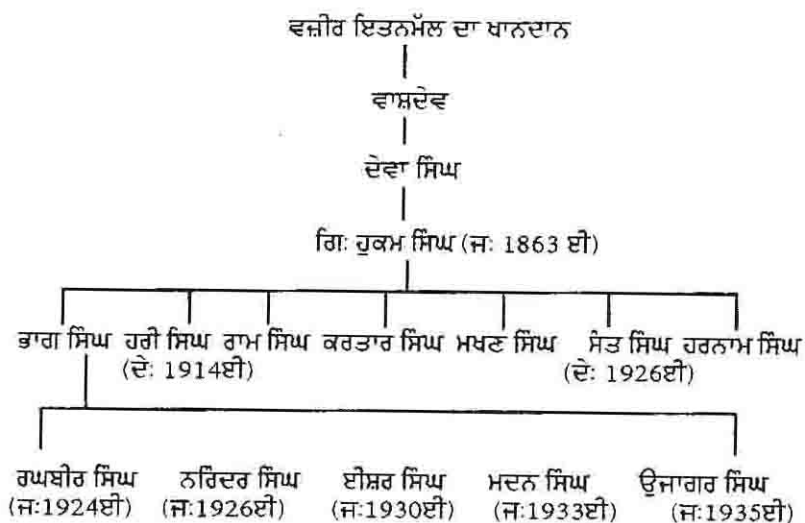 ਵਜ਼ੀਰ ਇਤਨਮੱਲ ਦਾ ਖਾਨਦਾਨ
ਵਾਸ਼ਦੇਵ
ਦੇਵਾ ਸਿੰਘ
ਗਿ: ਹੁਕਮ ਸਿੰਘ (ਜ: 1863 ਈ)
ਭਾਗ ਸਿੰਘ ਹਰੀ ਸਿੰਘ ਰਾਮ ਸਿੰਘ ਕਰਤਾਰ ਸਿੰਘ ਮਖਣ ਸਿੰਘ ਸੰਤ ਸਿੰਘ ਹਰਨਾਮ ਸਿੰਘ
(ਦੇ: 1914ਈ) (ਦੇ: 1926ਈ)
ਰਘਬੀਰ ਸਿੰਘ ਨਰਿੰਦਰ ਸਿੰਘ ਈਸ਼ਰ ਸਿੰਘ ਮਦਨ ਸਿੰਘ ਉਜਾਗਰ ਸਿੰਘ
(ਜ:1924ਈ) (ਜ:1926ਈ) (ਜ:1930ਈ) (ਜ:1933ਈ) (ਜ:1935ਈ)